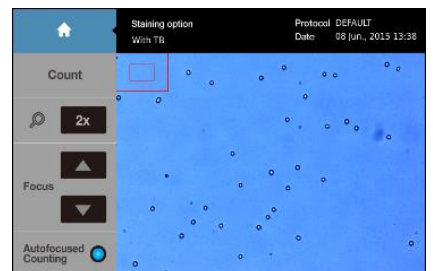 Staining option
With TB
Protocol DEFAULT
Date 08 Jun., 2015 13:38
Count
2x
Focus
Autofocused
Counting